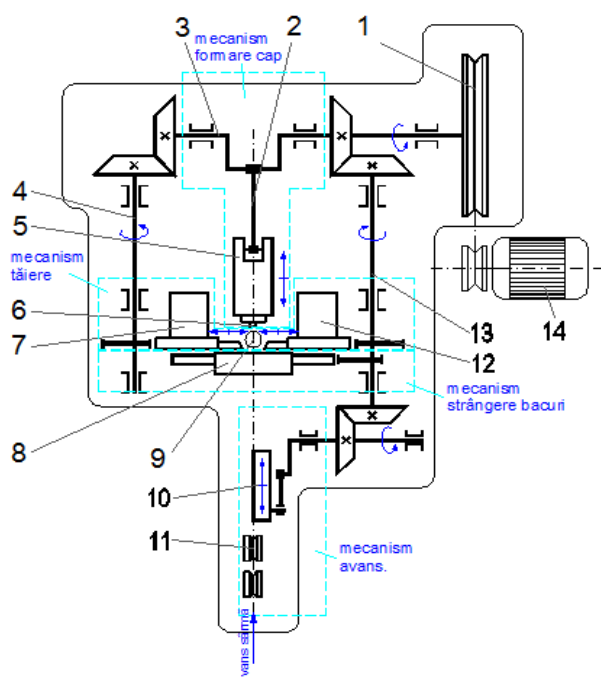 3
2
1
mecanism
formare cap
4
5
mecanism
tăiere
6
7
13
14
12
mecanism
strângere bacuri
8
9
10
11
mecanism
avans.
vans sârmă